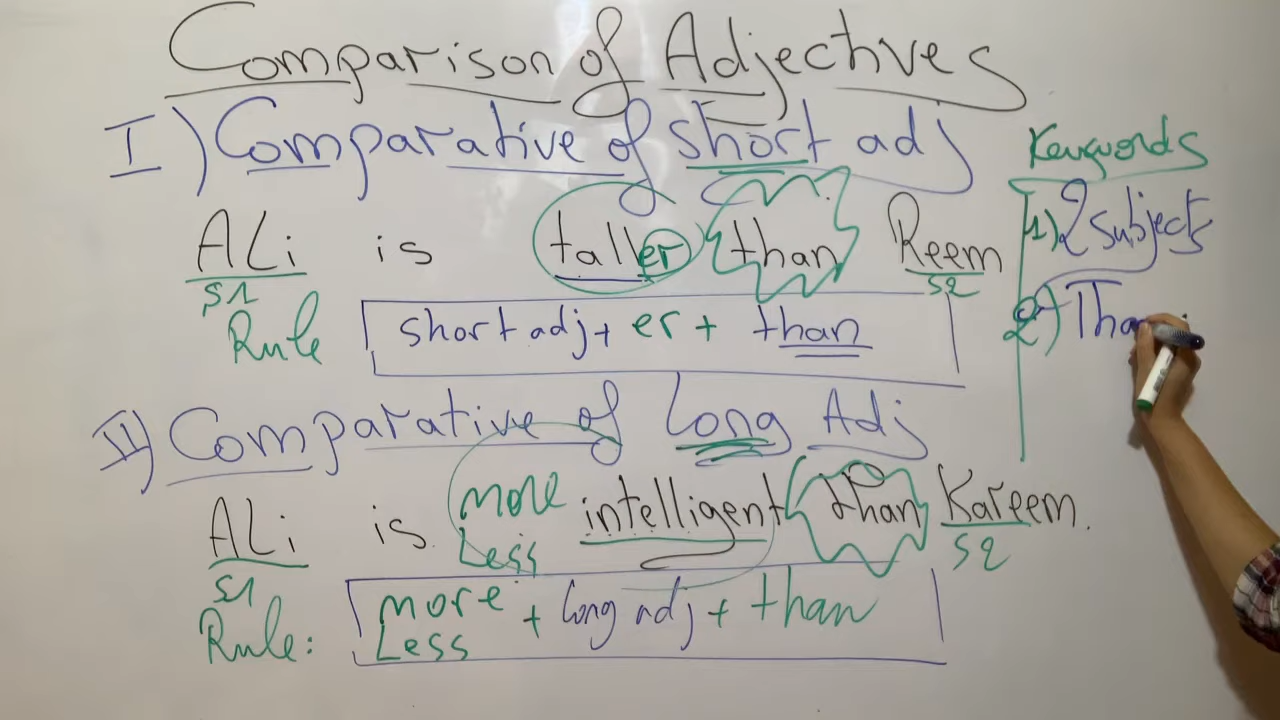 Comparison of Adjectives
I) Comparative of short adj
ALi is taller than Reem
S1 S2
Rule short adj + er + than
II) Comparative of Long Adj
ALi is more intelligent than Kareem.
Less
S1 S2
Rule: more + long adj + than
Less
Keywords
1) 2 subjects
2) Tha